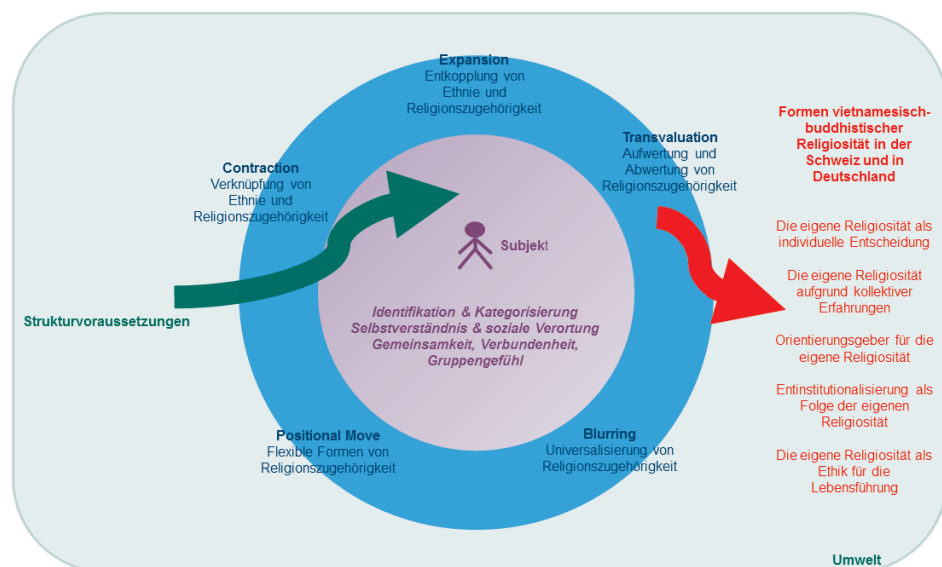 Expansion
Entkopplung von
Ethnie und
Religionszugehörigkeit
Contraction
Verknüpfung von
Ethnie und
Religionszugehörigkeit
Transvaluation
Aufwertung und
Abwertung von
Religionszugehörigkeit
Subjekt
Identifikation & Kategorisierung
Selbstverständnis & soziale Verortung
Gemeinsamkeit, Verbundenheit,
Gruppengefühl
Strukturvoraussetzungen
Positional Move
Flexible Formen von
Religionszugehörigkeit
Blurring
Universalisierung von
Religionszugehörigkeit
Formen vietnamesisch-
buddhistischer
Religiosität in der
Schweiz und in
Deutschland
Die eigene Religiosität als
individuelle Entscheidung
Die eigene Religiosität
aufgrund kollektiver
Erfahrungen
Orientierungsgeber für die
eigene Religiosität
Entinstitutionalisierung als
Folge der eigenen
Religiosität
Die eigene Religiosität als
Ethik für die
Lebensführung
Umwelt